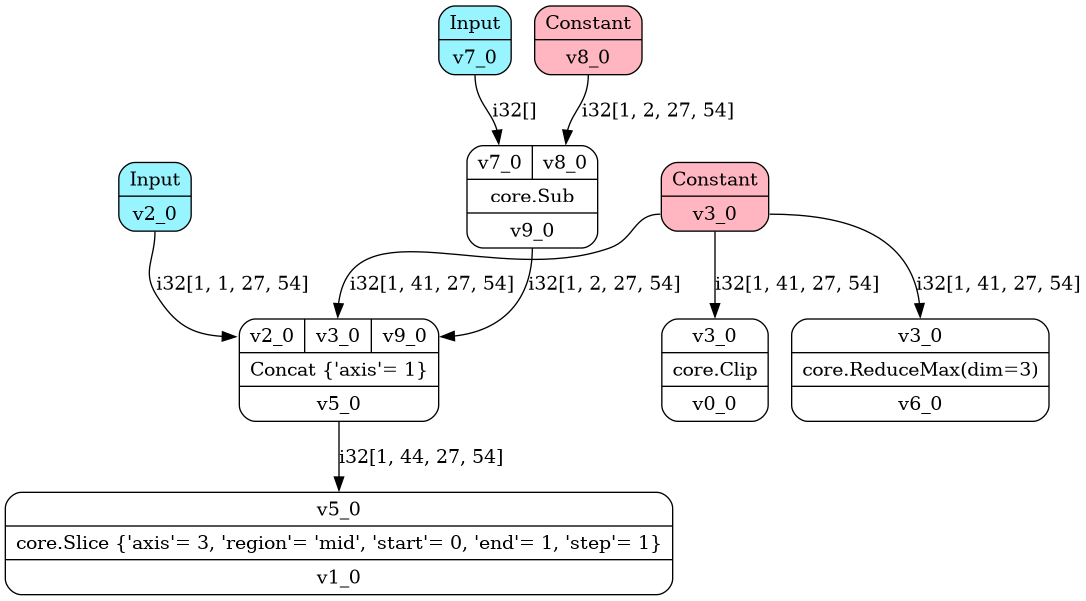 Input
v7_0
Constant
v8_0
i32[]
i32[1, 2, 27, 54]
v7_0 v8_0
core.Sub
v9_0
Input
v2_0
Constant
v3_0
i32[1, 1, 27, 54]
i32[1, 41, 27, 54]
i32[1, 2, 27, 54]
i32[1, 41, 27, 54]
i32[1, 41, 27, 54]
v2_0 v3_0 v9_0
Concat {'axis'= 1}
v5_0
v3_0
core.Clip
v0_0
v3_0
core.ReduceMax(dim=3)
v6_0
i32[1, 44, 27, 54]
v5_0
core.Slice {'axis'= 3, 'region'= 'mid', 'start'= 0, 'end'= 1, 'step'= 1}
v1_0